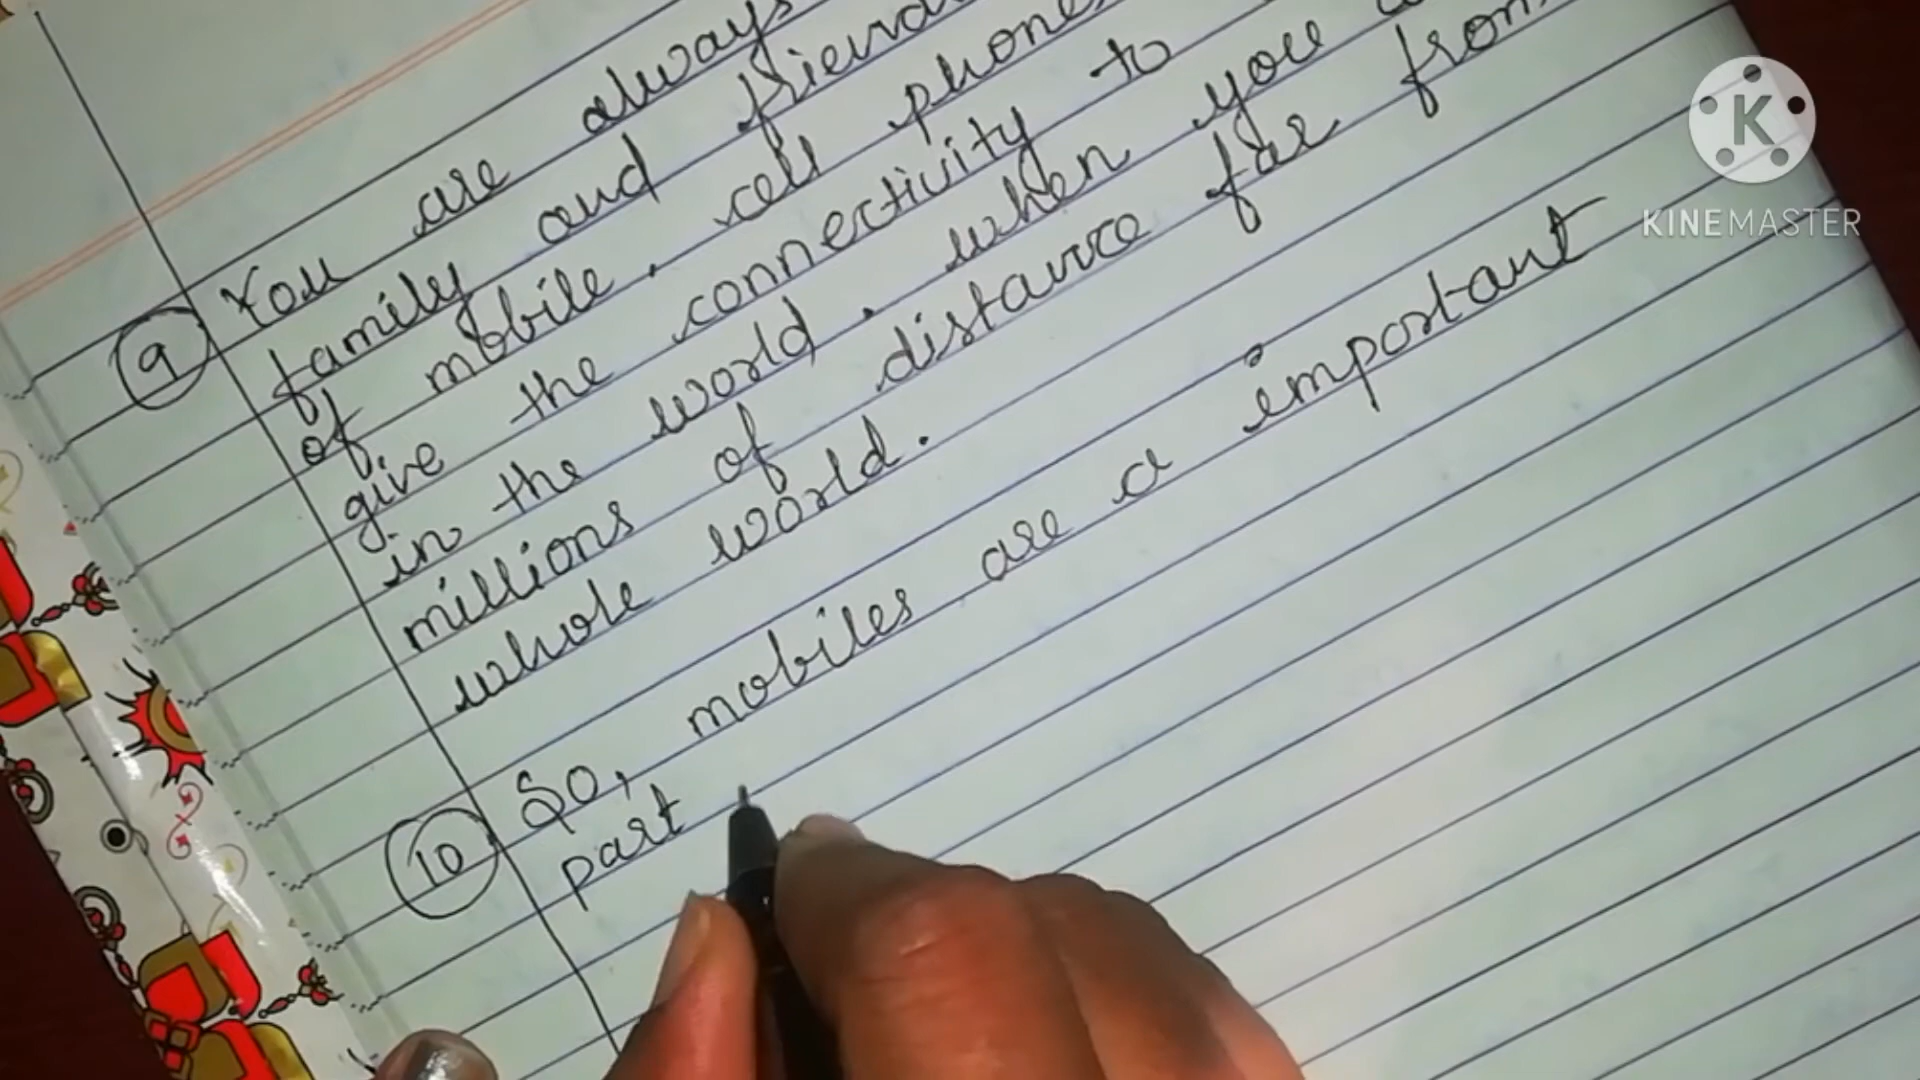 9 You are always
family and friend
of mobile. cell phone
give the connectivity to
in the world. when you
millions of distance far from
whole world.
10 So, mobiles are a important
part
K
KINEMASTER